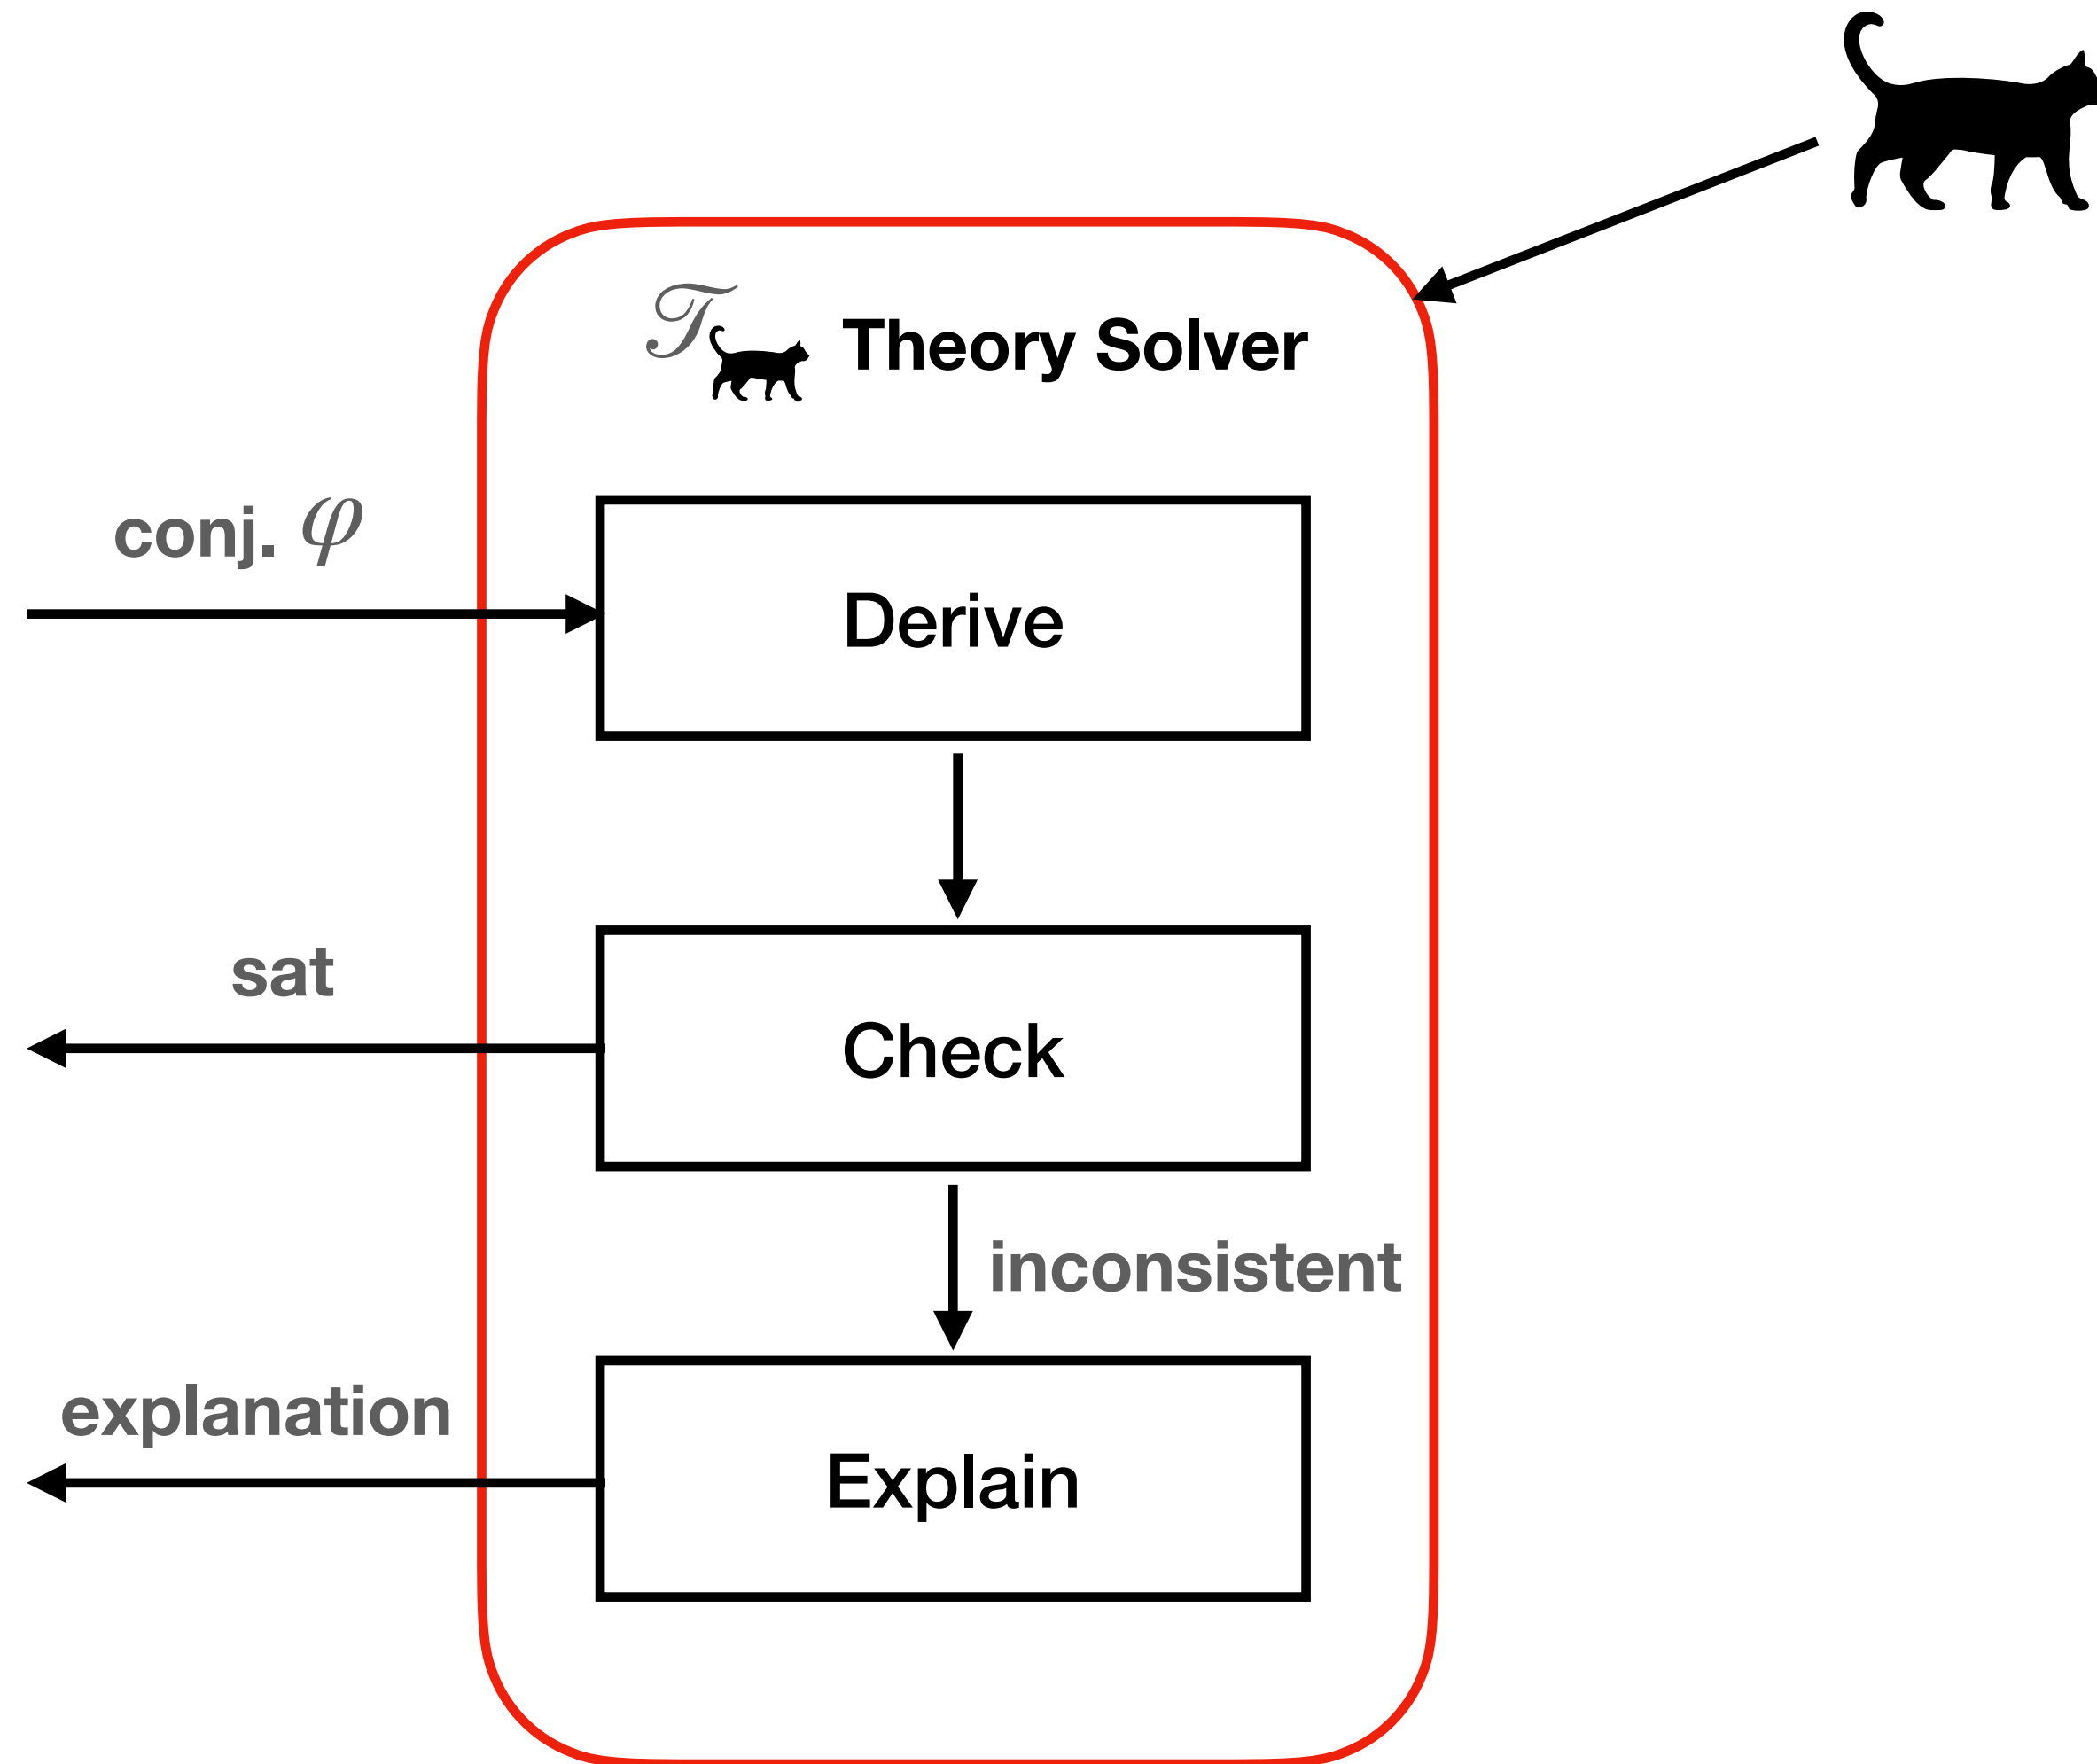 𝒯 Theory Solver
conj. φ
Derive
sat
Check
inconsistent
explanation
Explain